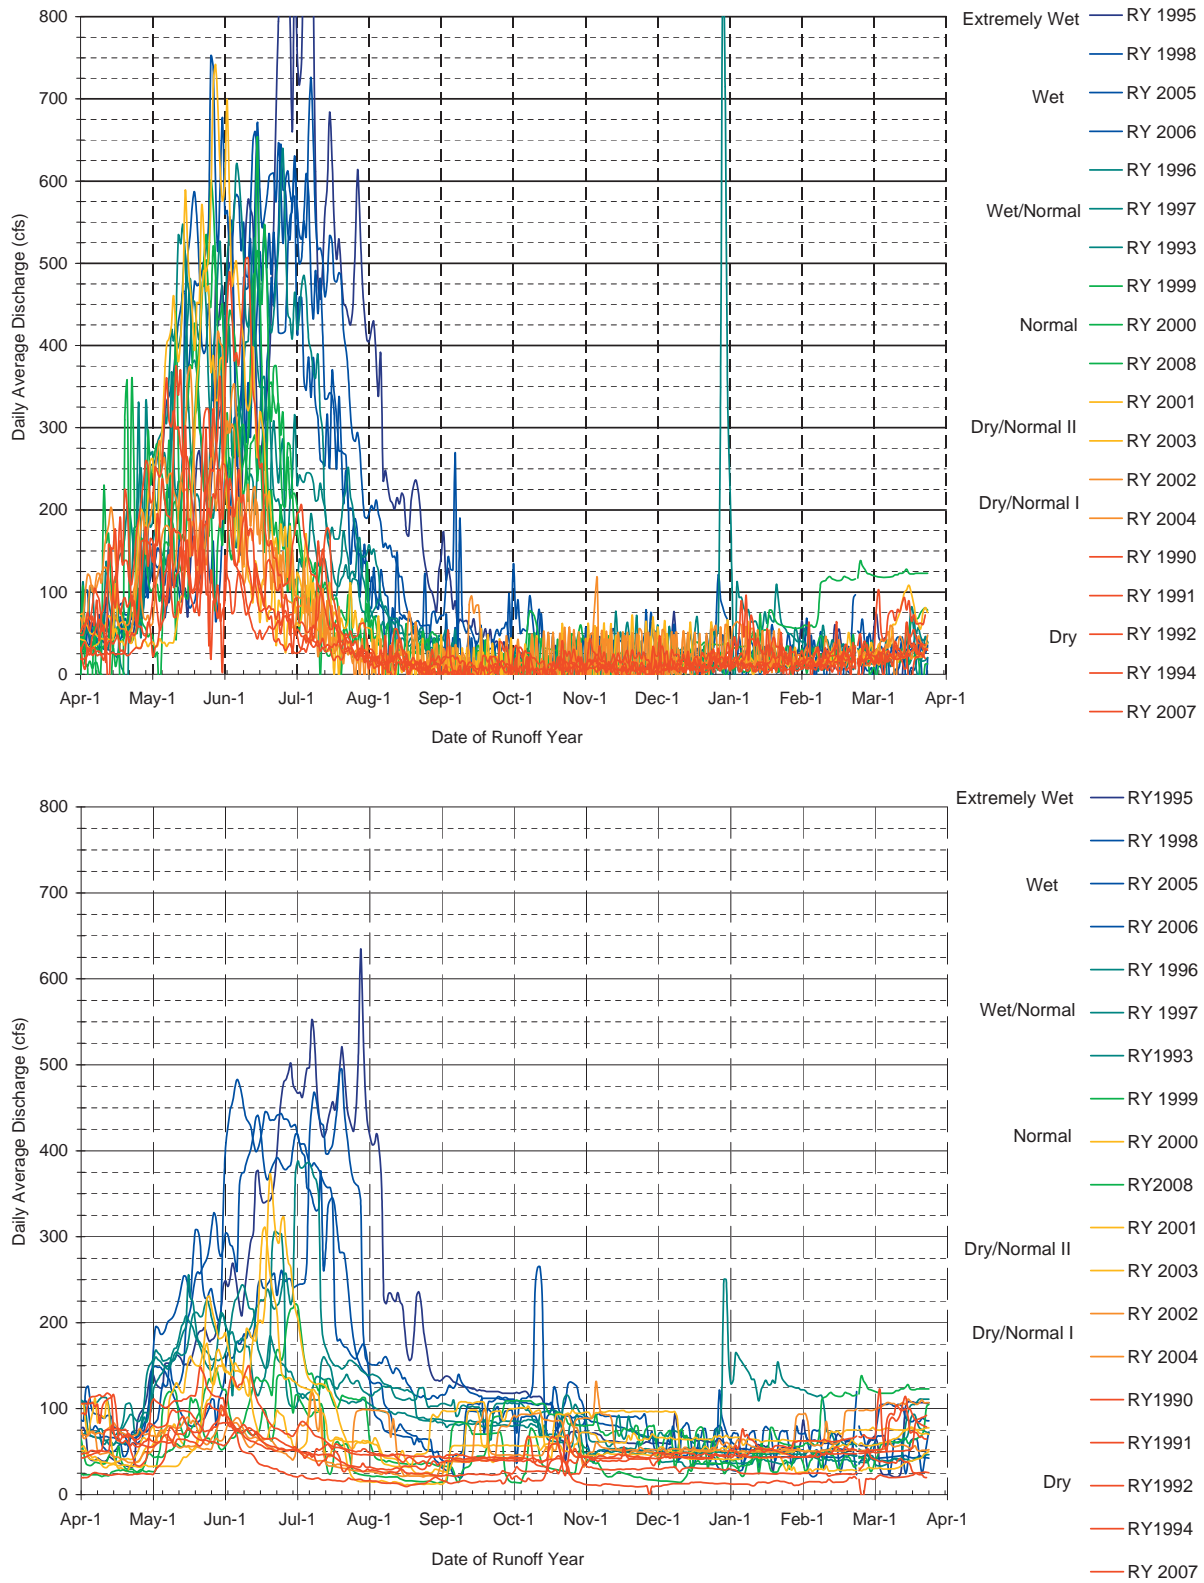 800
700
600
500
400
300
200
100
0
Daily Average Discharge (cfs)
Apr-1 May-1 Jun-1 Jul-1 Aug-1 Sep-1 Oct-1 Nov-1 Dec-1 Jan-1 Feb-1 Mar-1 Apr-1
Date of Runoff Year
Extremely Wet RY 1995
RY 1998
Wet RY 2005
RY 2006
RY 1996
Wet/Normal RY 1997
RY 1993
RY 1999
Normal RY 2000
RY 2008
RY 2001
Dry/Normal II RY 2003
RY 2002
Dry/Normal I RY 2004
RY 1990
RY 1991
Dry RY 1992
RY 1994
RY 2007
800
700
600
500
400
300
200
100
0
Daily Average Discharge (cfs)
Apr-1 May-1 Jun-1 Jul-1 Aug-1 Sep-1 Oct-1 Nov-1 Dec-1 Jan-1 Feb-1 Mar-1 Apr-1
Date of Runoff Year
Extremely Wet RY1995
RY 1998
Wet RY 2005
RY 2006
RY 1996
Wet/Normal RY 1997
RY1993
RY 1999
Normal RY 2000
RY2008
RY 2001
Dry/Normal II RY 2003
RY 2002
Dry/Normal I RY 2004
RY1990
RY1991
Dry RY1992
RY1994
RY 2007